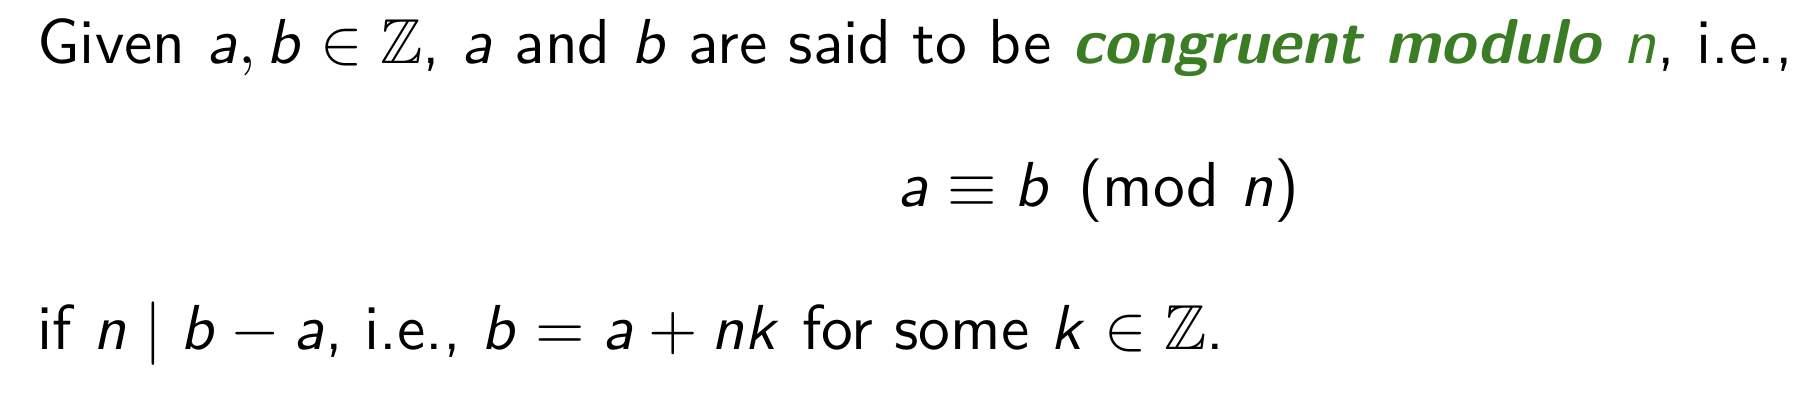 Given a, b ∈ ℤ, a and b are said to be congruent modulo n, i.e.,
a ≡ b (mod n)
if n | b − a, i.e., b = a + nk for some k ∈ ℤ.